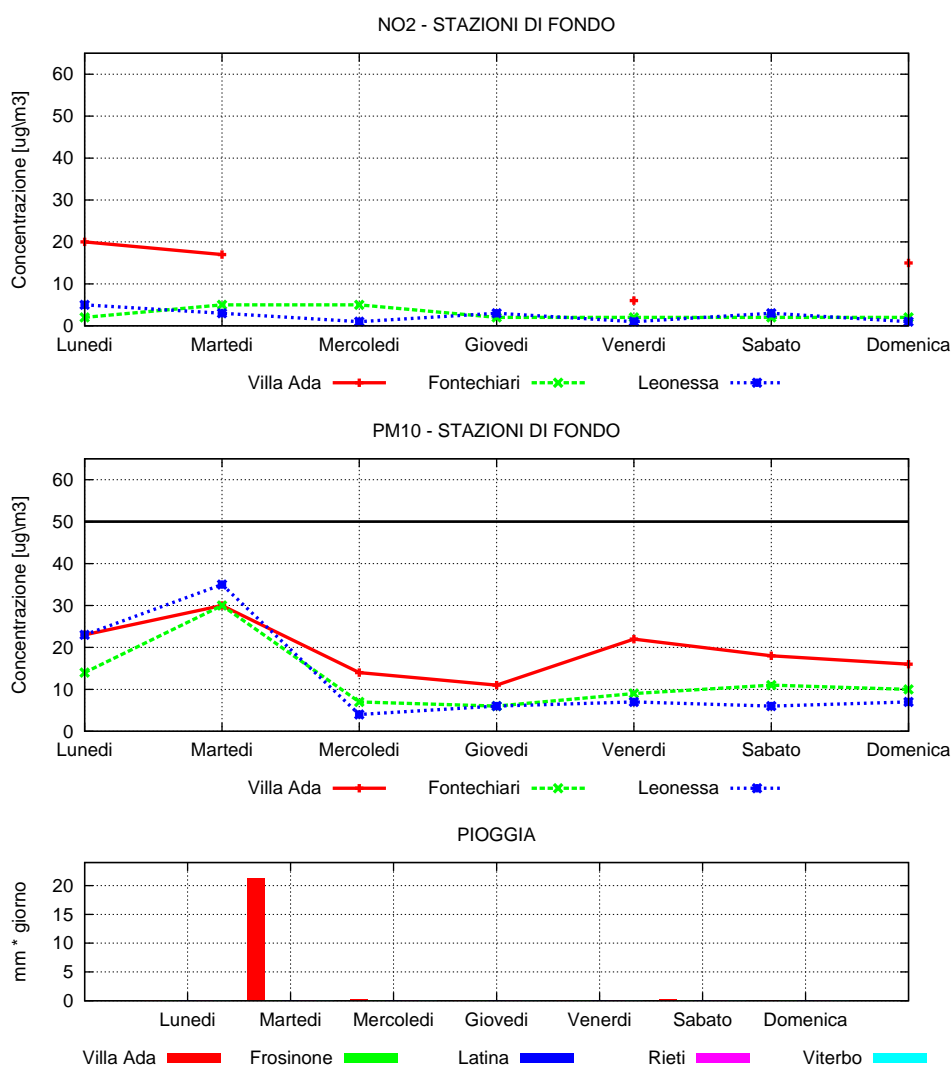 NO2 - STAZIONI DI FONDO
Concentrazione [ug\m3]
60
50
40
30
20
10
0
Lunedi Martedi Mercoledi Giovedi Venerdi Sabato Domenica
Villa Ada Fontechiari Leonessa
PM10 - STAZIONI DI FONDO
Concentrazione [ug\m3]
60
50
40
30
20
10
0
Lunedi Martedi Mercoledi Giovedi Venerdi Sabato Domenica
Villa Ada Fontechiari Leonessa
PIOGGIA
mm * giorno
20
15
10
5
0
Lunedi Martedi Mercoledi Giovedi Venerdi Sabato Domenica
Villa Ada Frosinone Latina Rieti Viterbo